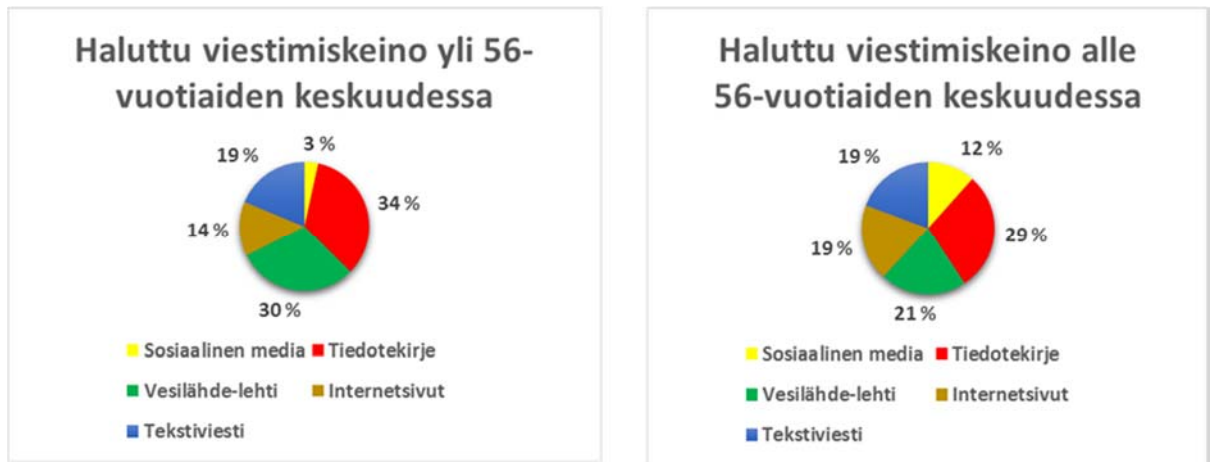 Haluttu viestimiskeino yli 56-
vuotiaiden keskuudessa
3 %
19 %
34 %
14 %
30 %
Sosiaalinen media Tiedotekirje
Vesilähde-lehti Internetsivut
Tekstiviesti
Haluttu viestimiskeino alle
56-vuotiaiden keskuudessa
12 %
19 %
29 %
19 %
21 %
Sosiaalinen media Tiedotekirje
Vesilähde-lehti Internetsivut
Tekstiviesti